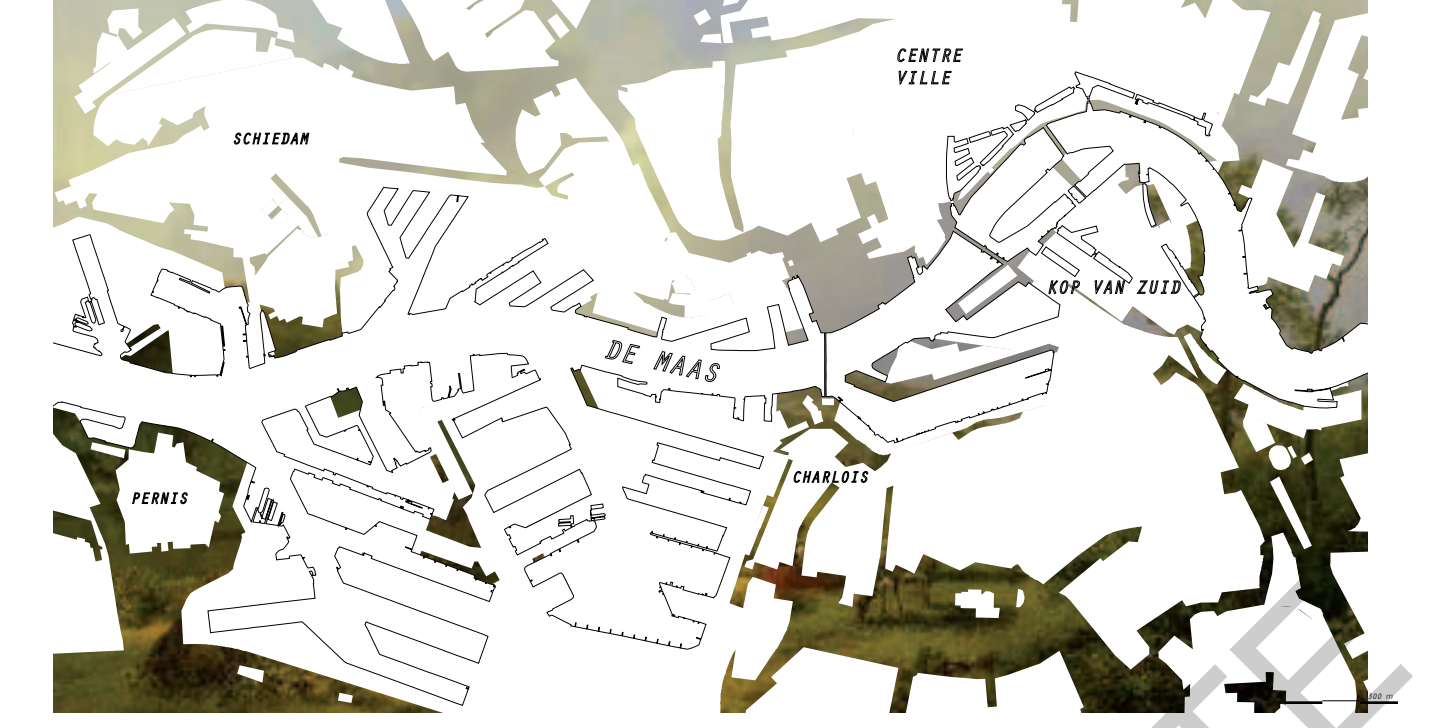 CENTRE
VILLE
SCHIEDAM
KOP VAN ZUID
DE MAAS
CHARLOIS
PERNIS
500 m